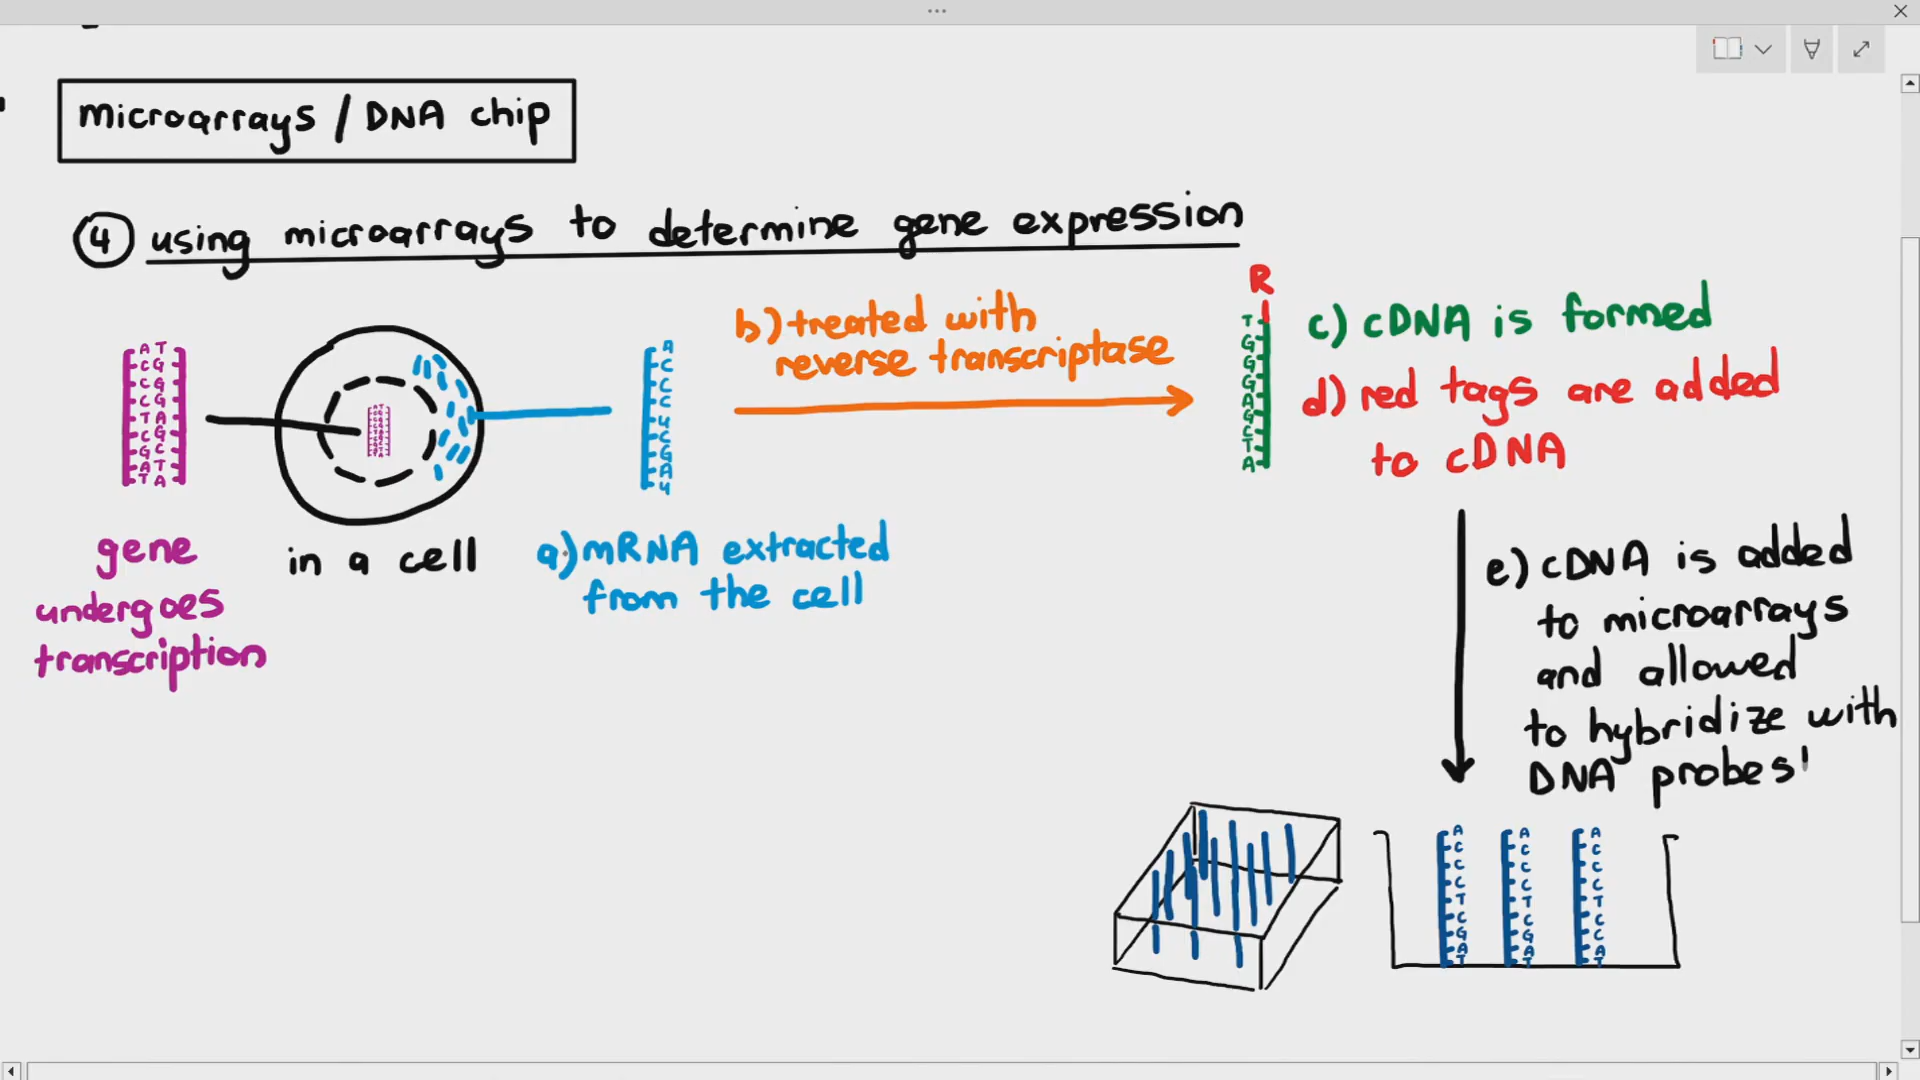 microarrays / DNA chip
④ using microarrays to determine gene expression
R
A T
C G
C G
C G
T A
C G
G C
A T
T A
A
C
C
C
U
C
G
A
U
b) treated with
reverse transcriptase
T
G
G
G
A
G
C
T
A
c) cDNA is formed
d) red tags are added
to cDNA
gene
undergoes
transcription
in a cell
a) mRNA extracted
from the cell
e) cDNA is added
to microarrays
and allowed
to hybridize with
DNA probes
A A A
C C C
C C C
C C C
T T T
C C C
G G C
A A A
T T T